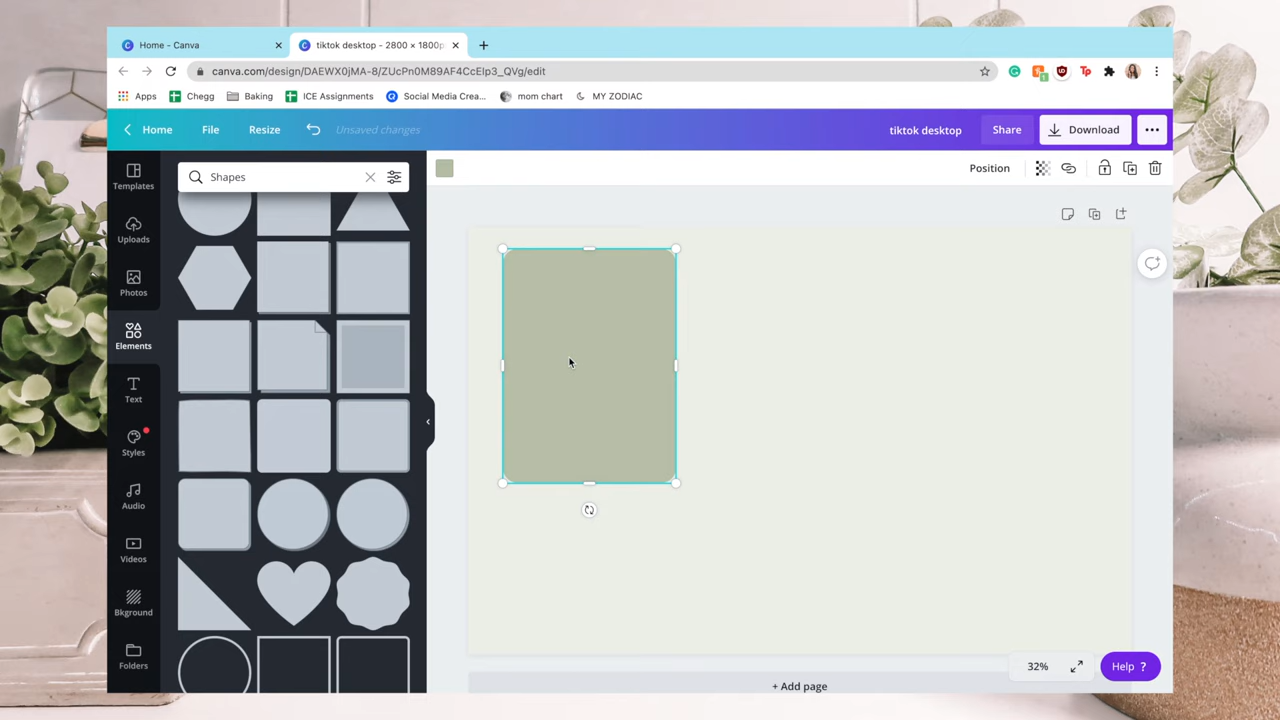 Home - Canva
tiktok desktop - 2800 × 1800p
canva.com/design/DAEWX0jMA-8/ZUcPn0M89AF4CcElp3_QVg/edit
Apps Chegg Baking ICE Assignments Social Media Crea... mom chart MY ZODIAC
Home File Resize Unsaved changes tiktok desktop Share Download
Templates
Uploads
Photos
Elements
Text
Styles
Audio
Videos
Bkground
Folders
Shapes
Position
+ Add page
32%
Help ?